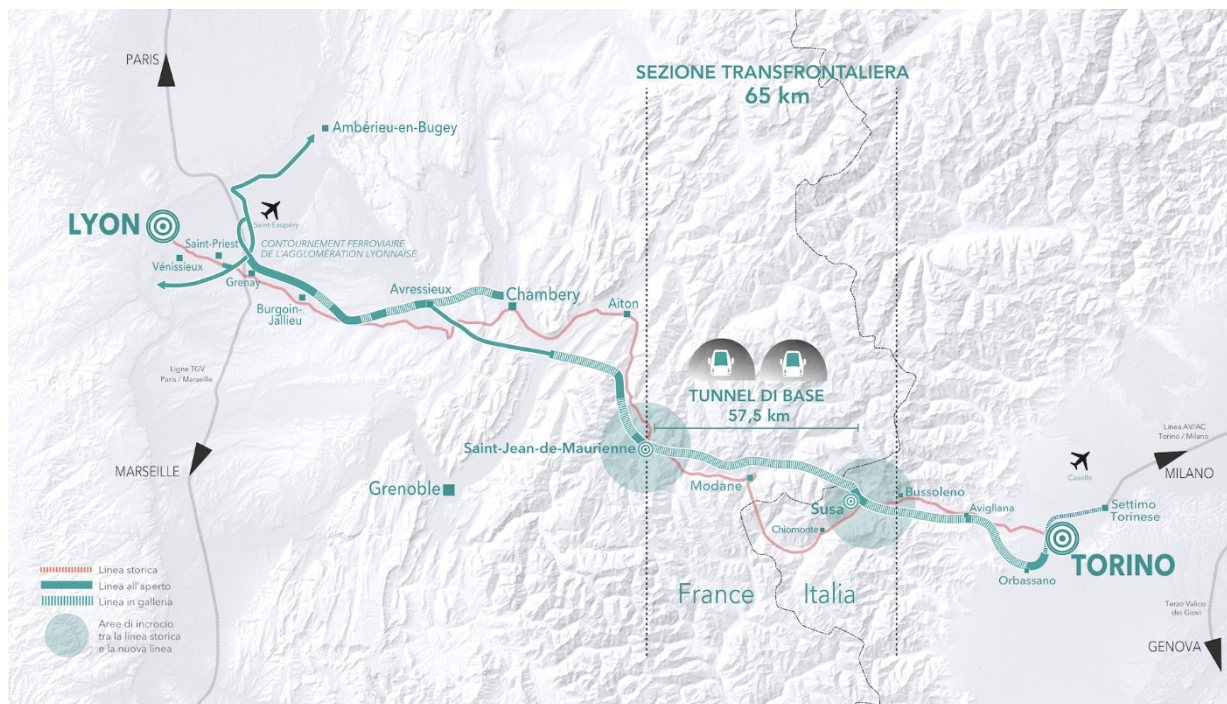 SEZIONE TRANSFRONTALIERA
65 km
PARIS
Ambérieu-en-Bugey
LYON
Saint-Exupéry
Saint-Priest
CONTOURNEMENT FERROVIAIRE
DE L'AGGLOMÉRATION LYONNAISE
Vénissieux
Grenay
Avressieux
Chambery
Burgoin-
Jallieu
Aiton
Ligne TGV
Paris / Marseille
TUNNEL DI BASE
57,5 km
Saint-Jean-de-Maurienne
Linea AV/AC
Torino / Milano
MARSEILLE
MILANO
Caselle
Grenoble
Modane
Bussoleno
Susa
Avigliana
Settimo
Torinese
Chiomonte
TORINO
Orbassano
Linea storica
Linea all'aperto
Linea in galleria
France
Italia
Terzo Valico
dei Giovi
Aree di incrocio
tra la linea storica
e la nuova linea
GENOVA